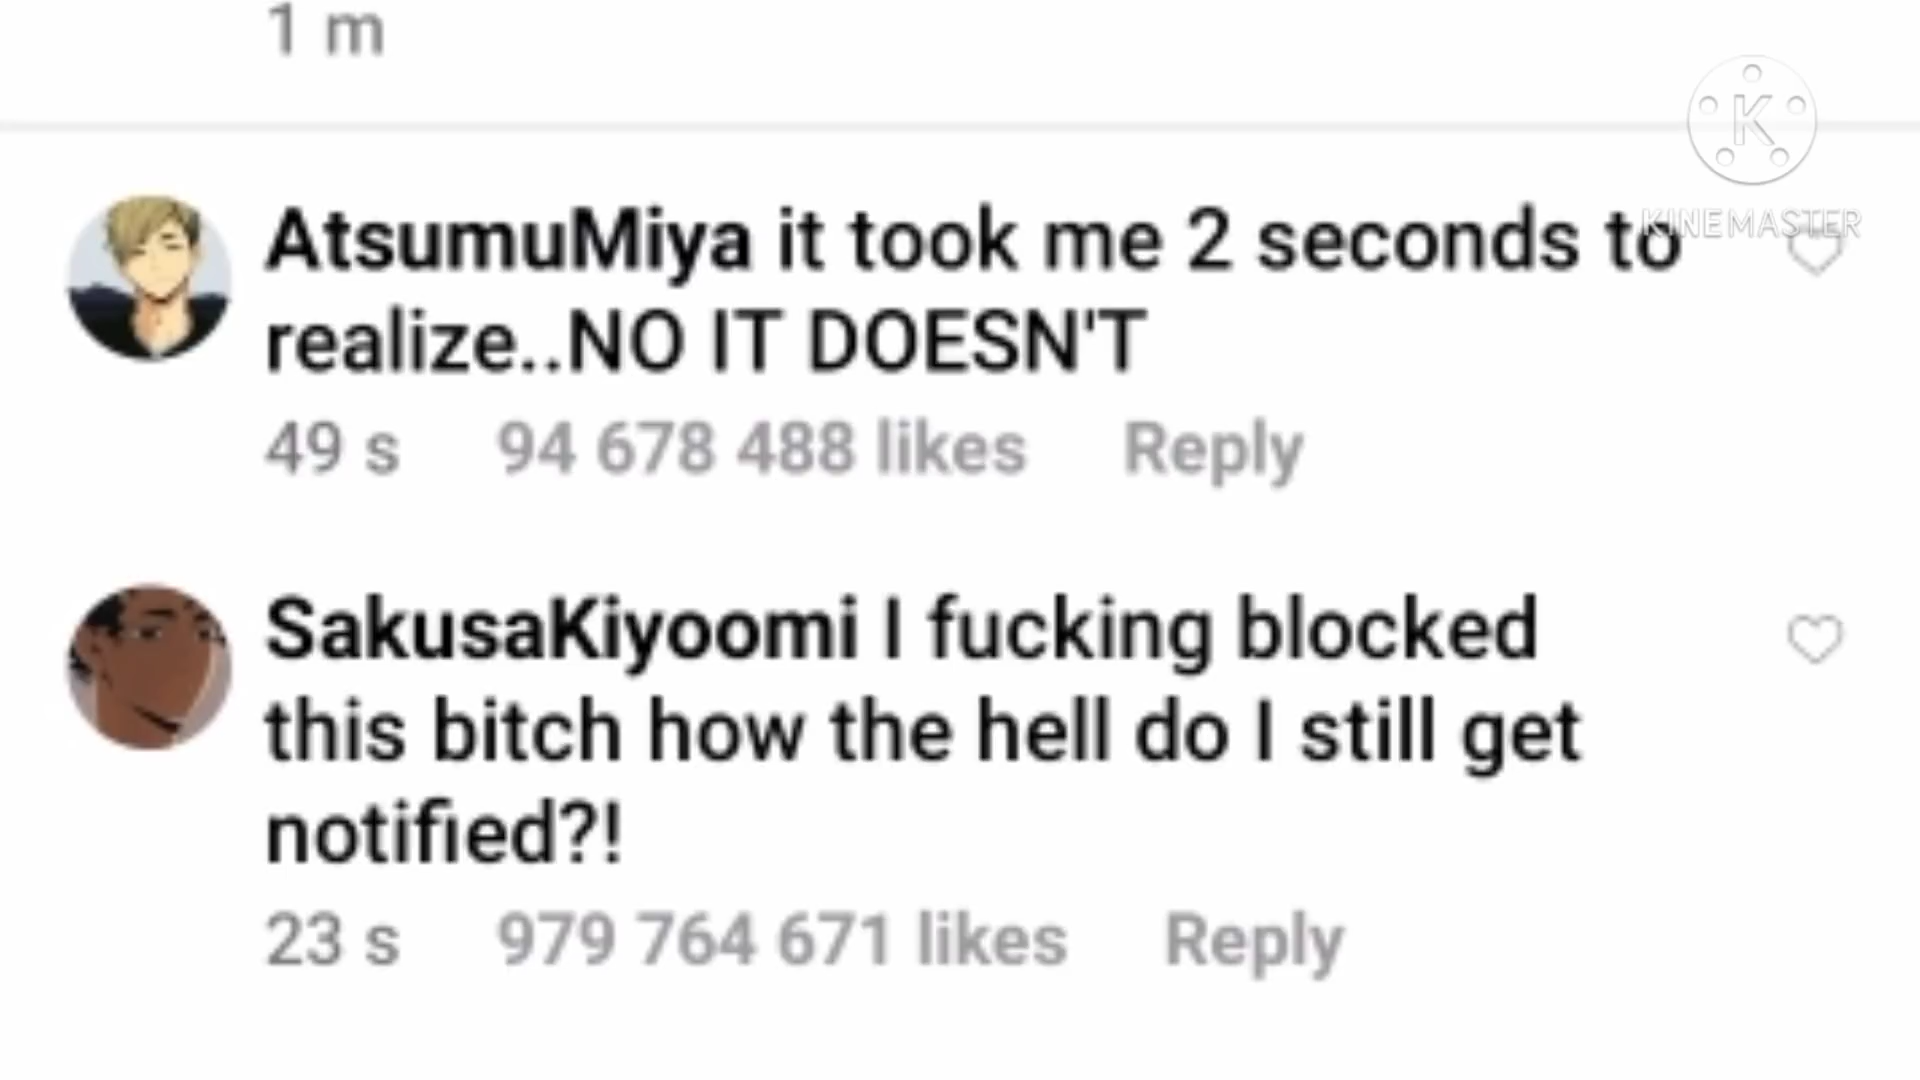 1 m
K
KINEMASTER
AtsumuMiya it took me 2 seconds to
realize..NO IT DOESN'T
49 s 94 678 488 likes Reply
SakusaKiyoomi I fucking blocked
this bitch how the hell do I still get
notified?!
23 s 979 764 671 likes Reply